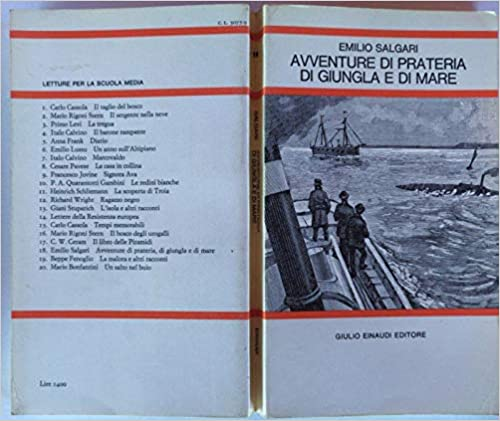 C. L. 3077-5
LETTURE PER LA SCUOLA MEDIA
1. Carlo Cassola Il taglio del bosco
2. Mario Rigoni Stern Il sergente nella neve
3. Primo Levi La tregua
4. Italo Calvino Il barone rampante
5. Anna Frank Diario
6. Emilio Lussu Un anno sull'Altipiano
7. Italo Calvino Marcovaldo
8. Cesare Pavese La casa in collina
9. Francesco Jovine Signora Ava
10. P. A. Quarantotti Gambini Le redini bianche
11. Heinrich Schliemann La scoperta di Troia
12. Richard Wright Ragazzo negro
13. Giani Stuparich L'isola e altri racconti
14. Lettere della Resistenza europea
15. Carlo Cassola Tempi memorabili
16. Mario Rigoni Stern Il bosco degli urogalli
17. C. W. Ceram Il libro delle Piramidi
18. Emilio Salgari Avventure di prateria, di giungla e di mare
19. Beppe Fenoglio La malora e altri racconti
20. Mario Bonfantini Un salto nel buio
Lire 1400
18
EMILIO SALGARI
EINAUDI
EMILIO SALGARI
AVVENTURE DI PRATERIA
DI GIUNGLA E DI MARE
GIULIO EINAUDI EDITORE